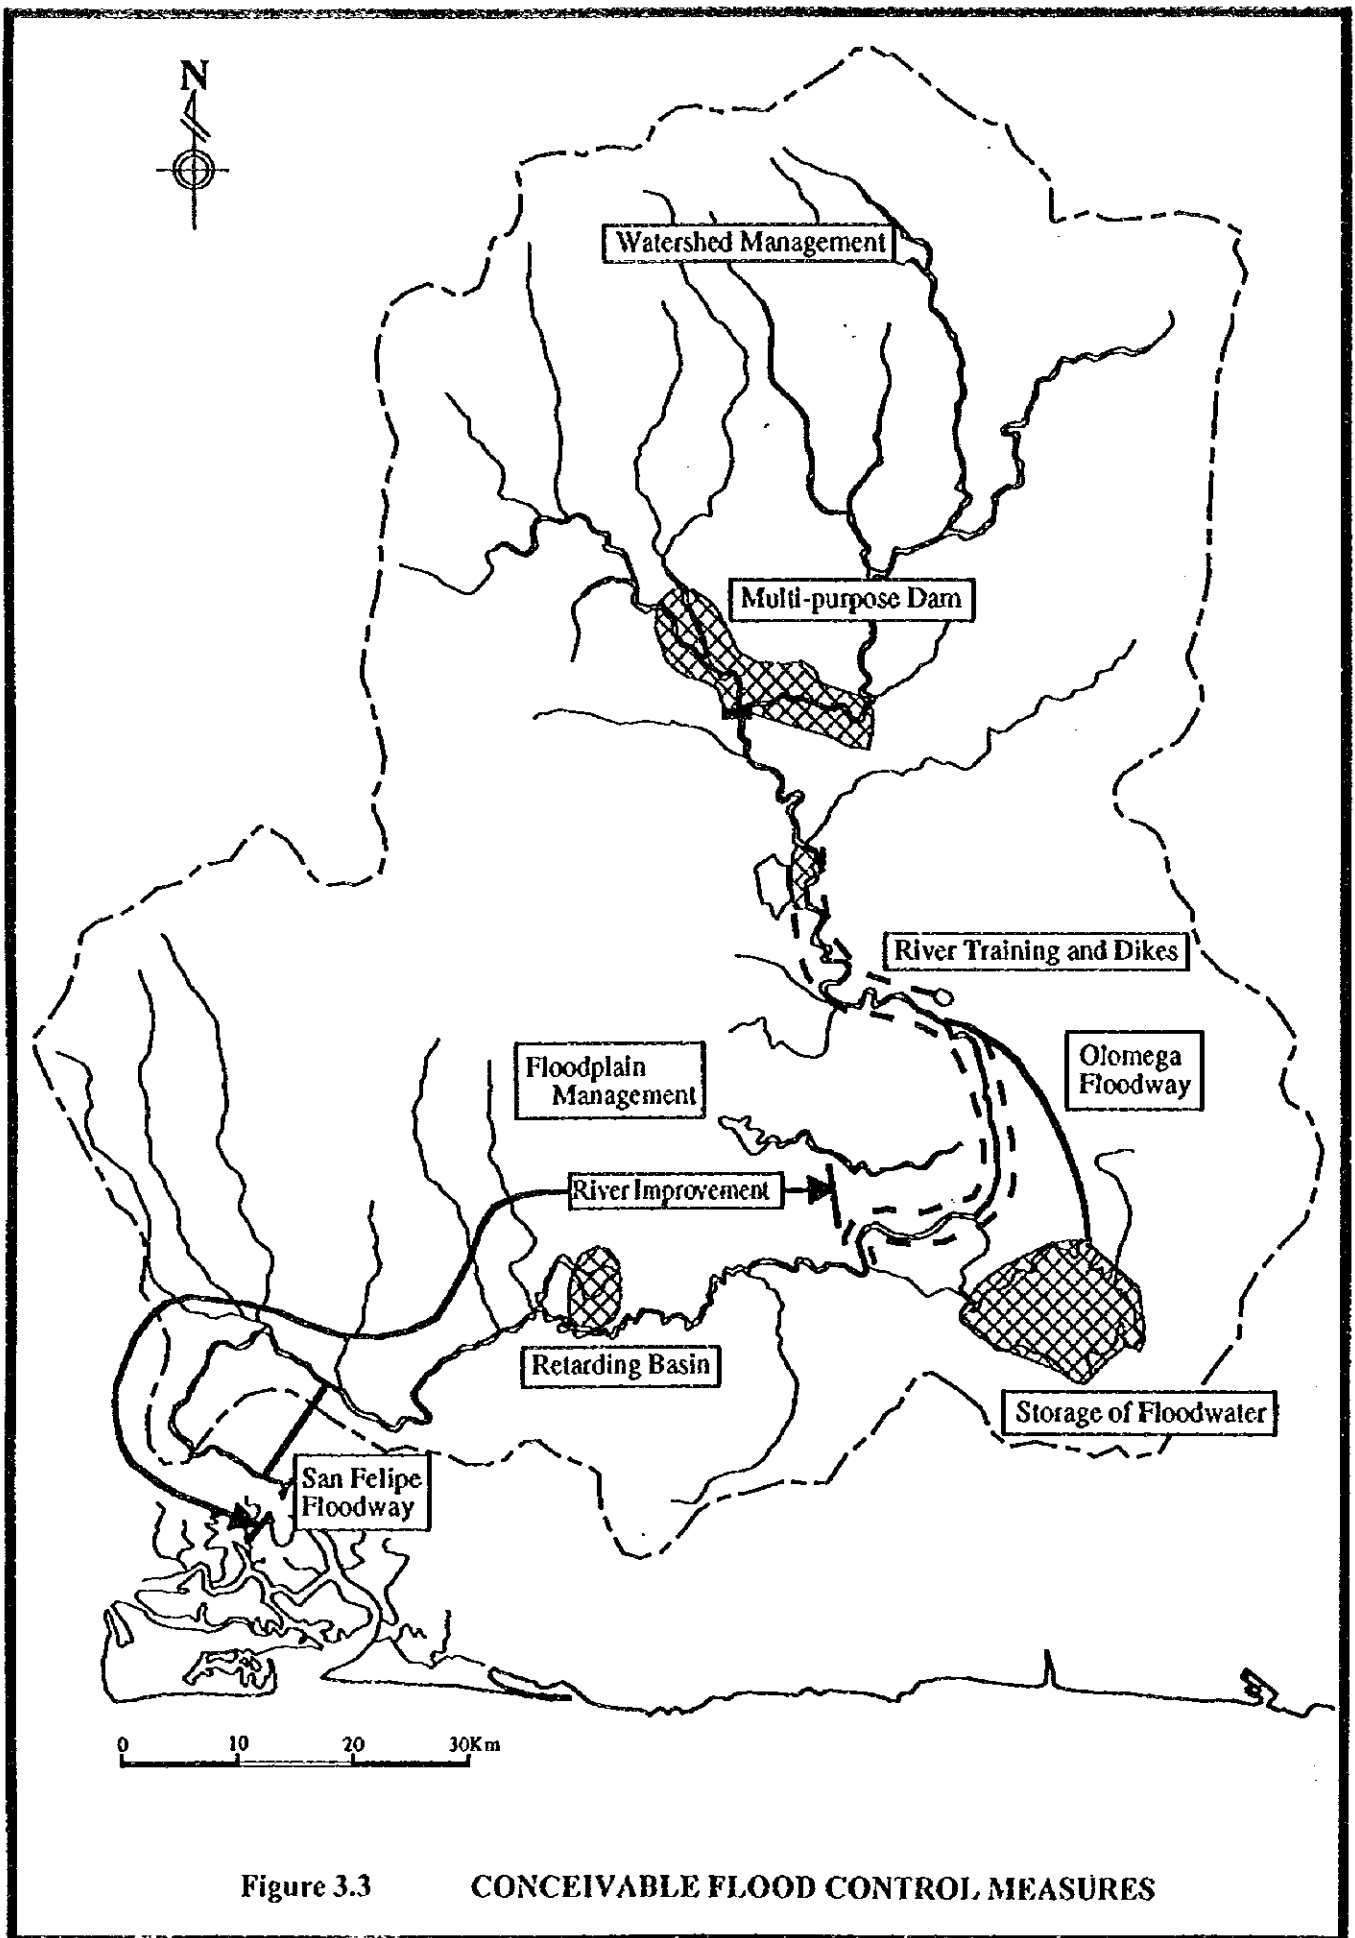 N
Watershed Management
Multi-purpose Dam
River Training and Dikes
Olomega
Floodway
Floodplain
Management
River Improvement
Retarding Basin
Storage of Floodwater
San Felipe
Floodway
0 10 20 30Km
Figure 3.3 CONCEIVABLE FLOOD CONTROL MEASURES